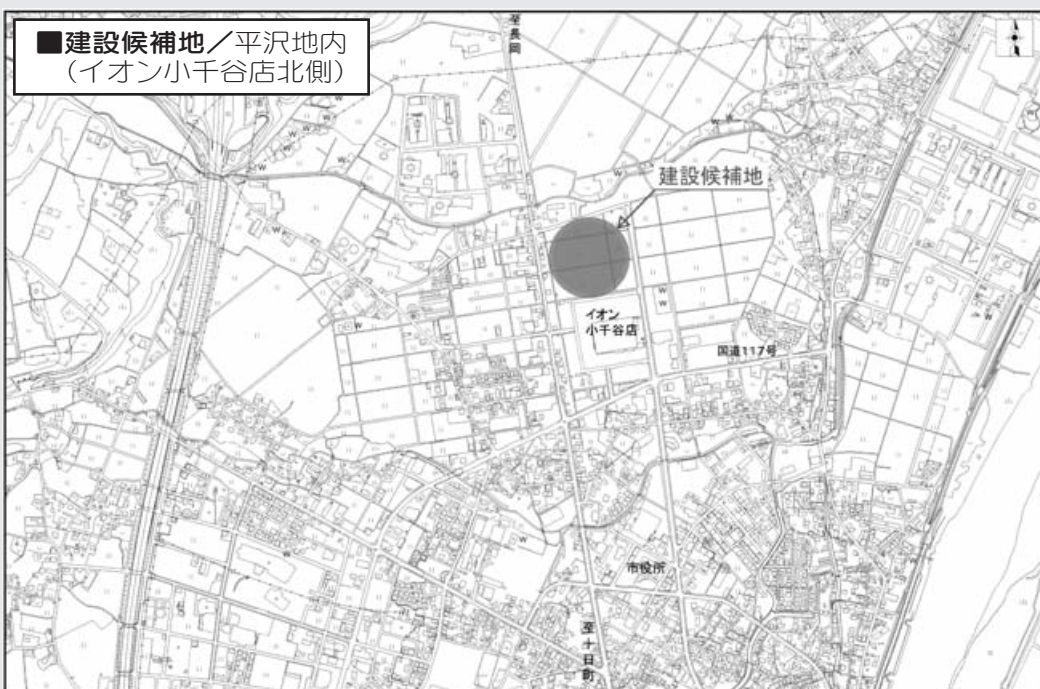 ■建設候補地／平沢地内
（イオン小千谷店北側）
至長岡
建設候補地
イオン
小千谷店
国道117号
市役所
至十日町